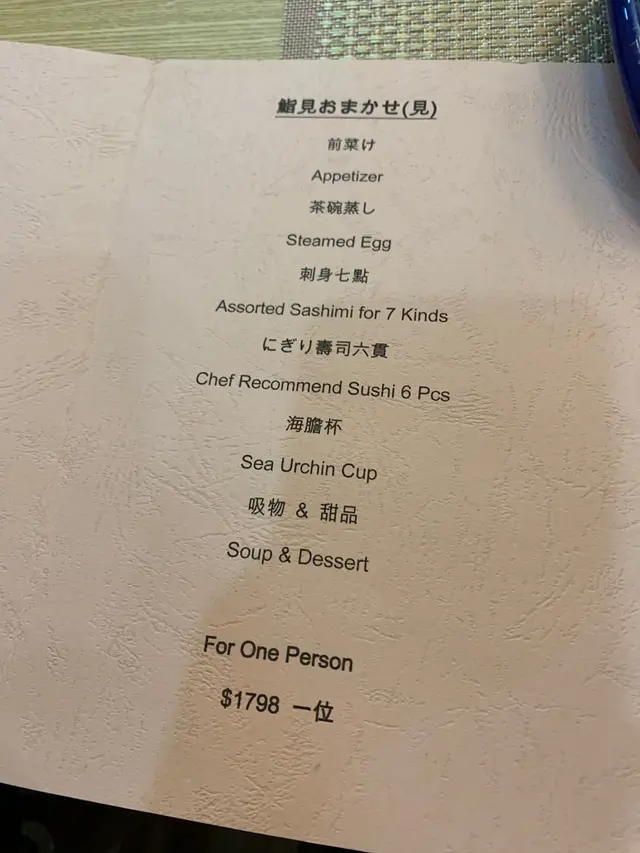 鮨見おまかせ(見)
前菜け
Appetizer
茶碗蒸し
Steamed Egg
刺身七點
Assorted Sashimi for 7 Kinds
にぎり壽司六貫
Chef Recommend Sushi 6 Pcs
海膽杯
Sea Urchin Cup
吸物 & 甜品
Soup & Dessert
For One Person
$1798 一位